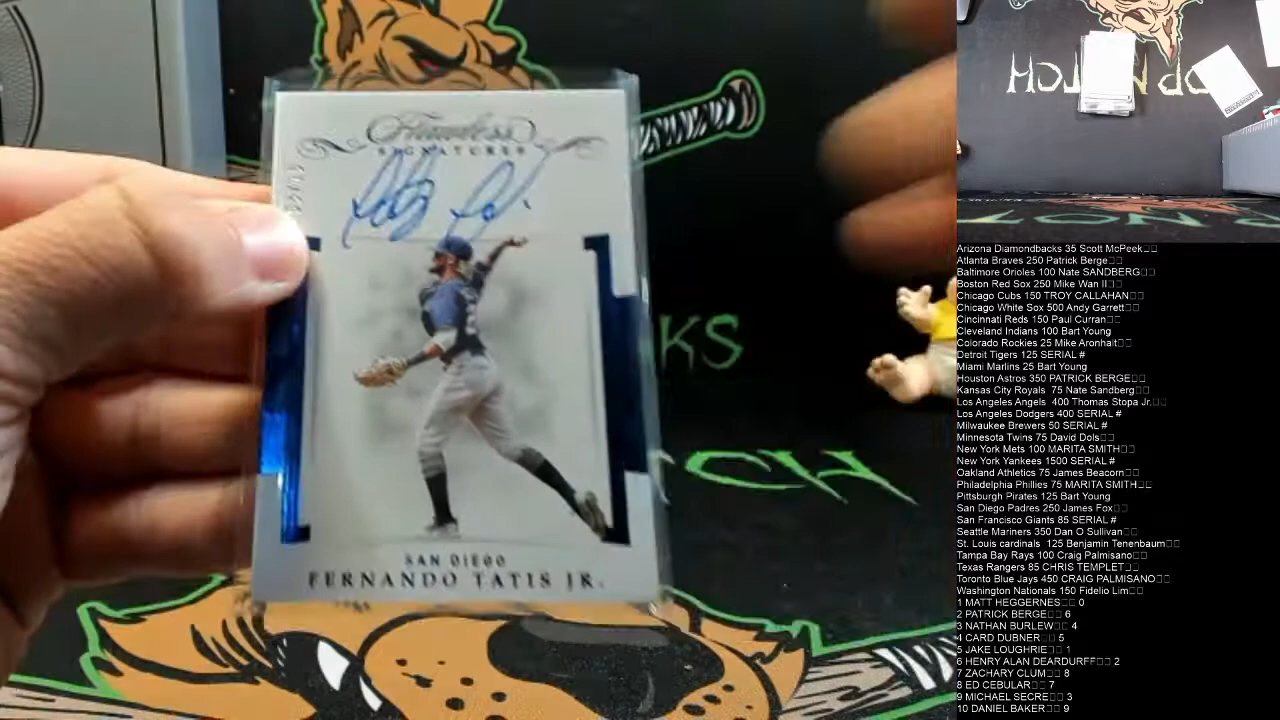 Flawless
SIGNATURES
SAN DIEGO
FERNANDO TATIS JR.
KS
TCH
Arizona Diamondbacks 35 Scott McPeek
Atlanta Braves 250 Patrick Berge
Baltimore Orioles 100 Nate SANDBERG
Boston Red Sox 250 Mike Wan II
Chicago Cubs 150 TROY CALLAHAN
Chicago White Sox 500 Andy Garrett
Cincinnati Reds 150 Paul Curran
Cleveland Indians 100 Bart Young
Colorado Rockies 25 Mike Aronhalt
Detroit Tigers 125 SERIAL #
Miami Marlins 25 Bart Young
Houston Astros 350 PATRICK BERGE
Kansas City Royals 75 Nate Sandberg
Los Angeles Angels 400 Thomas Stopa Jr.
Los Angeles Dodgers 400 SERIAL #
Milwaukee Brewers 50 SERIAL #
Minnesota Twins 75 David Dols
New York Mets 100 MARITA SMITH
New York Yankees 1500 SERIAL #
Oakland Athletics 75 James Beacorn
Philadelphia Phillies 75 MARITA SMITH
Pittsburgh Pirates 125 Bart Young
San Diego Padres 250 James Fox
San Francisco Giants 85 SERIAL #
Seattle Mariners 350 Dan O Sullivan
St. Louis cardinals 125 Benjamin Tenenbaum
Tampa Bay Rays 100 Craig Palmisano
Texas Rangers 85 CHRIS TEMPLET
Toronto Blue Jays 450 CRAIG PALMISANO
Washington Nationals 150 Fidelio Lim
1 MATT HEGGERNES 0
2 PATRICK BERGE 6
3 NATHAN BURLEW 4
4 CARD DUBNER 5
5 JAKE LOUGHRIE 1
6 HENRY ALAN DEARDURFF 2
7 ZACHARY CLUM 8
8 ED CEBULAR 7
9 MICHAEL SECRE 3
10 DANIEL BAKER 9